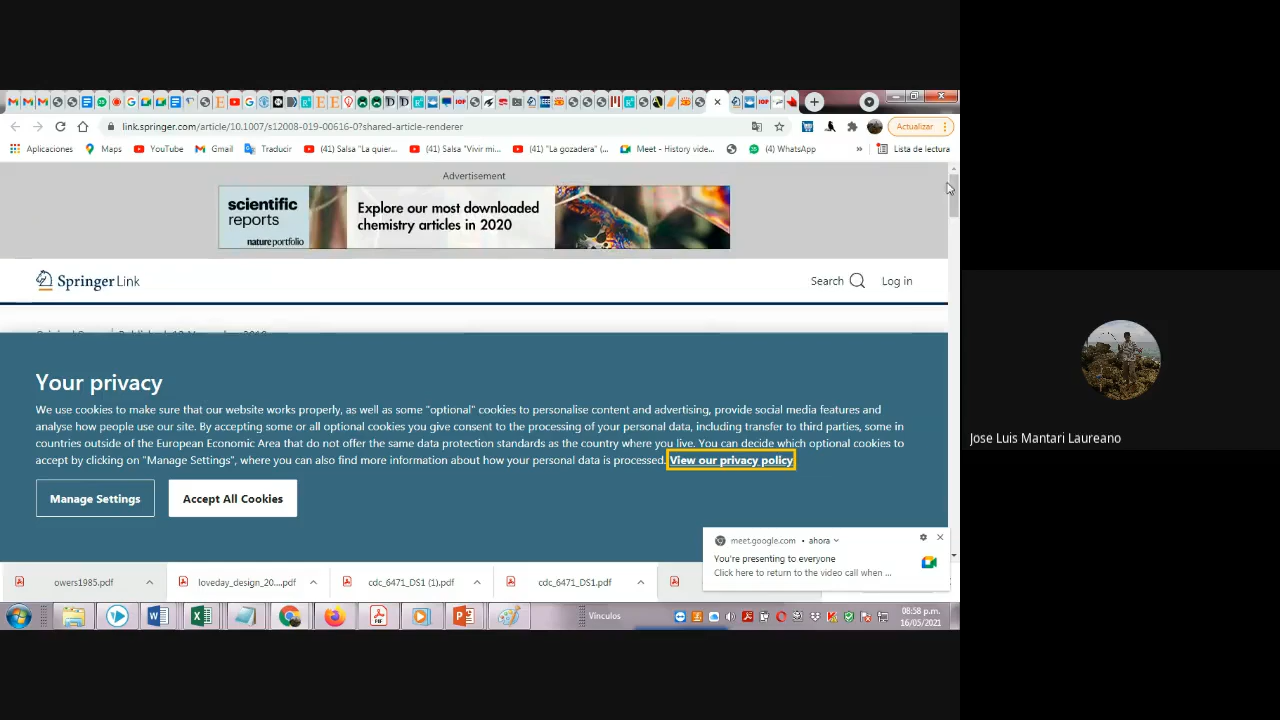 link.springer.com/article/10.1007/s12008-019-00616-0?shared-article-renderer
Actualizar
Aplicaciones
Maps
YouTube
Gmail
Traducir
(41) Salsa "La quier...
(41) Salsa "Vivir mi...
(41) "La gozadera" (...
Meet - History vide...
(4) WhatsApp
»
Lista de lectura
Advertisement
scientific
reports
natureportfolio
Explore our most downloaded
chemistry articles in 2020
Springer Link
Search
Log in
Your privacy
We use cookies to make sure that our website works properly, as well as some "optional" cookies to personalise content and advertising, provide social media features and
analyse how people use our site. By accepting some or all optional cookies you give consent to the processing of your personal data, including transfer to third parties, some in
countries outside of the European Economic Area that do not offer the same data protection standards as the country where you live. You can decide which optional cookies to
accept by clicking on "Manage Settings", where you can also find more information about how your personal data is processed. View our privacy policy
Manage Settings
Accept All Cookies
meet.google.com • ahora
You're presenting to everyone
Click here to return to the video call when ...
owers1985.pdf
loveday_design_20....pdf
cdc_6471_DS1 (1).pdf
cdc_6471_DS1.pdf
Vínculos
08:58 p.m.
16/05/2021
Jose Luis Mantari Laureano